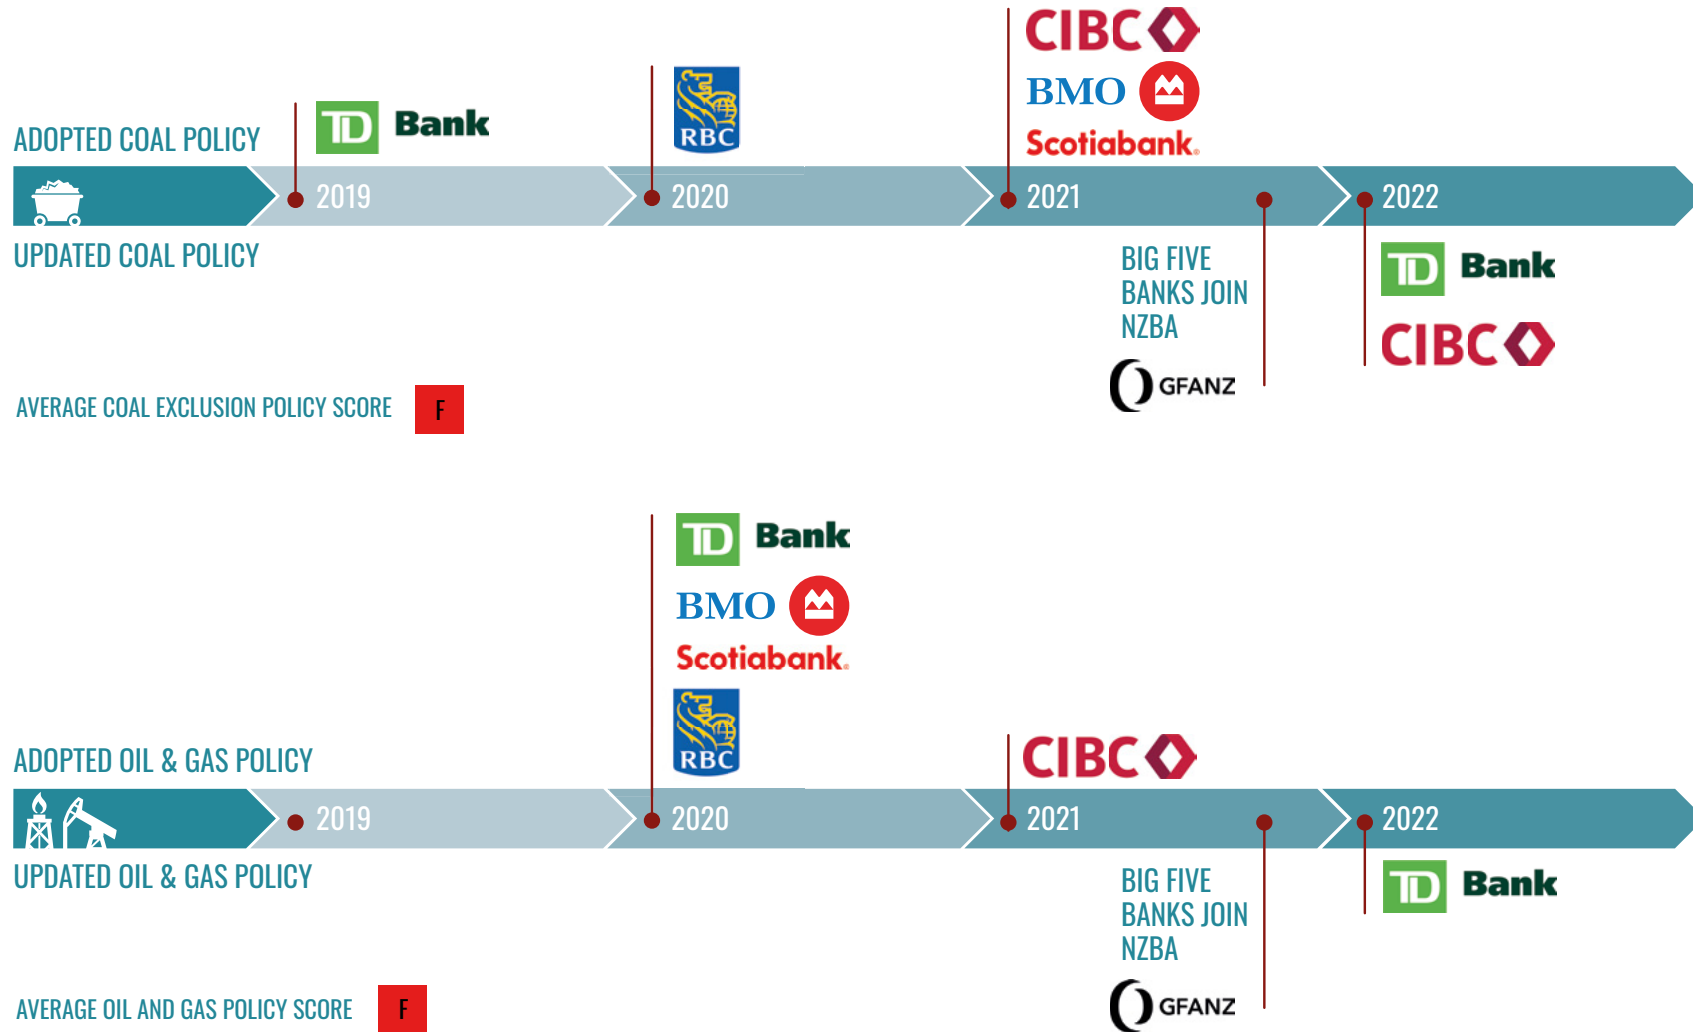 CIBC
BMO
Scotiabank
RBC
TD Bank
ADOPTED COAL POLICY
2019
2020
2021
2022
UPDATED COAL POLICY
BIG FIVE
BANKS JOIN
NZBA
GFANZ
TD Bank
CIBC
AVERAGE COAL EXCLUSION POLICY SCORE
F
TD Bank
BMO
Scotiabank
RBC
CIBC
ADOPTED OIL & GAS POLICY
2019
2020
2021
2022
UPDATED OIL & GAS POLICY
BIG FIVE
BANKS JOIN
NZBA
GFANZ
TD Bank
AVERAGE OIL AND GAS POLICY SCORE
F